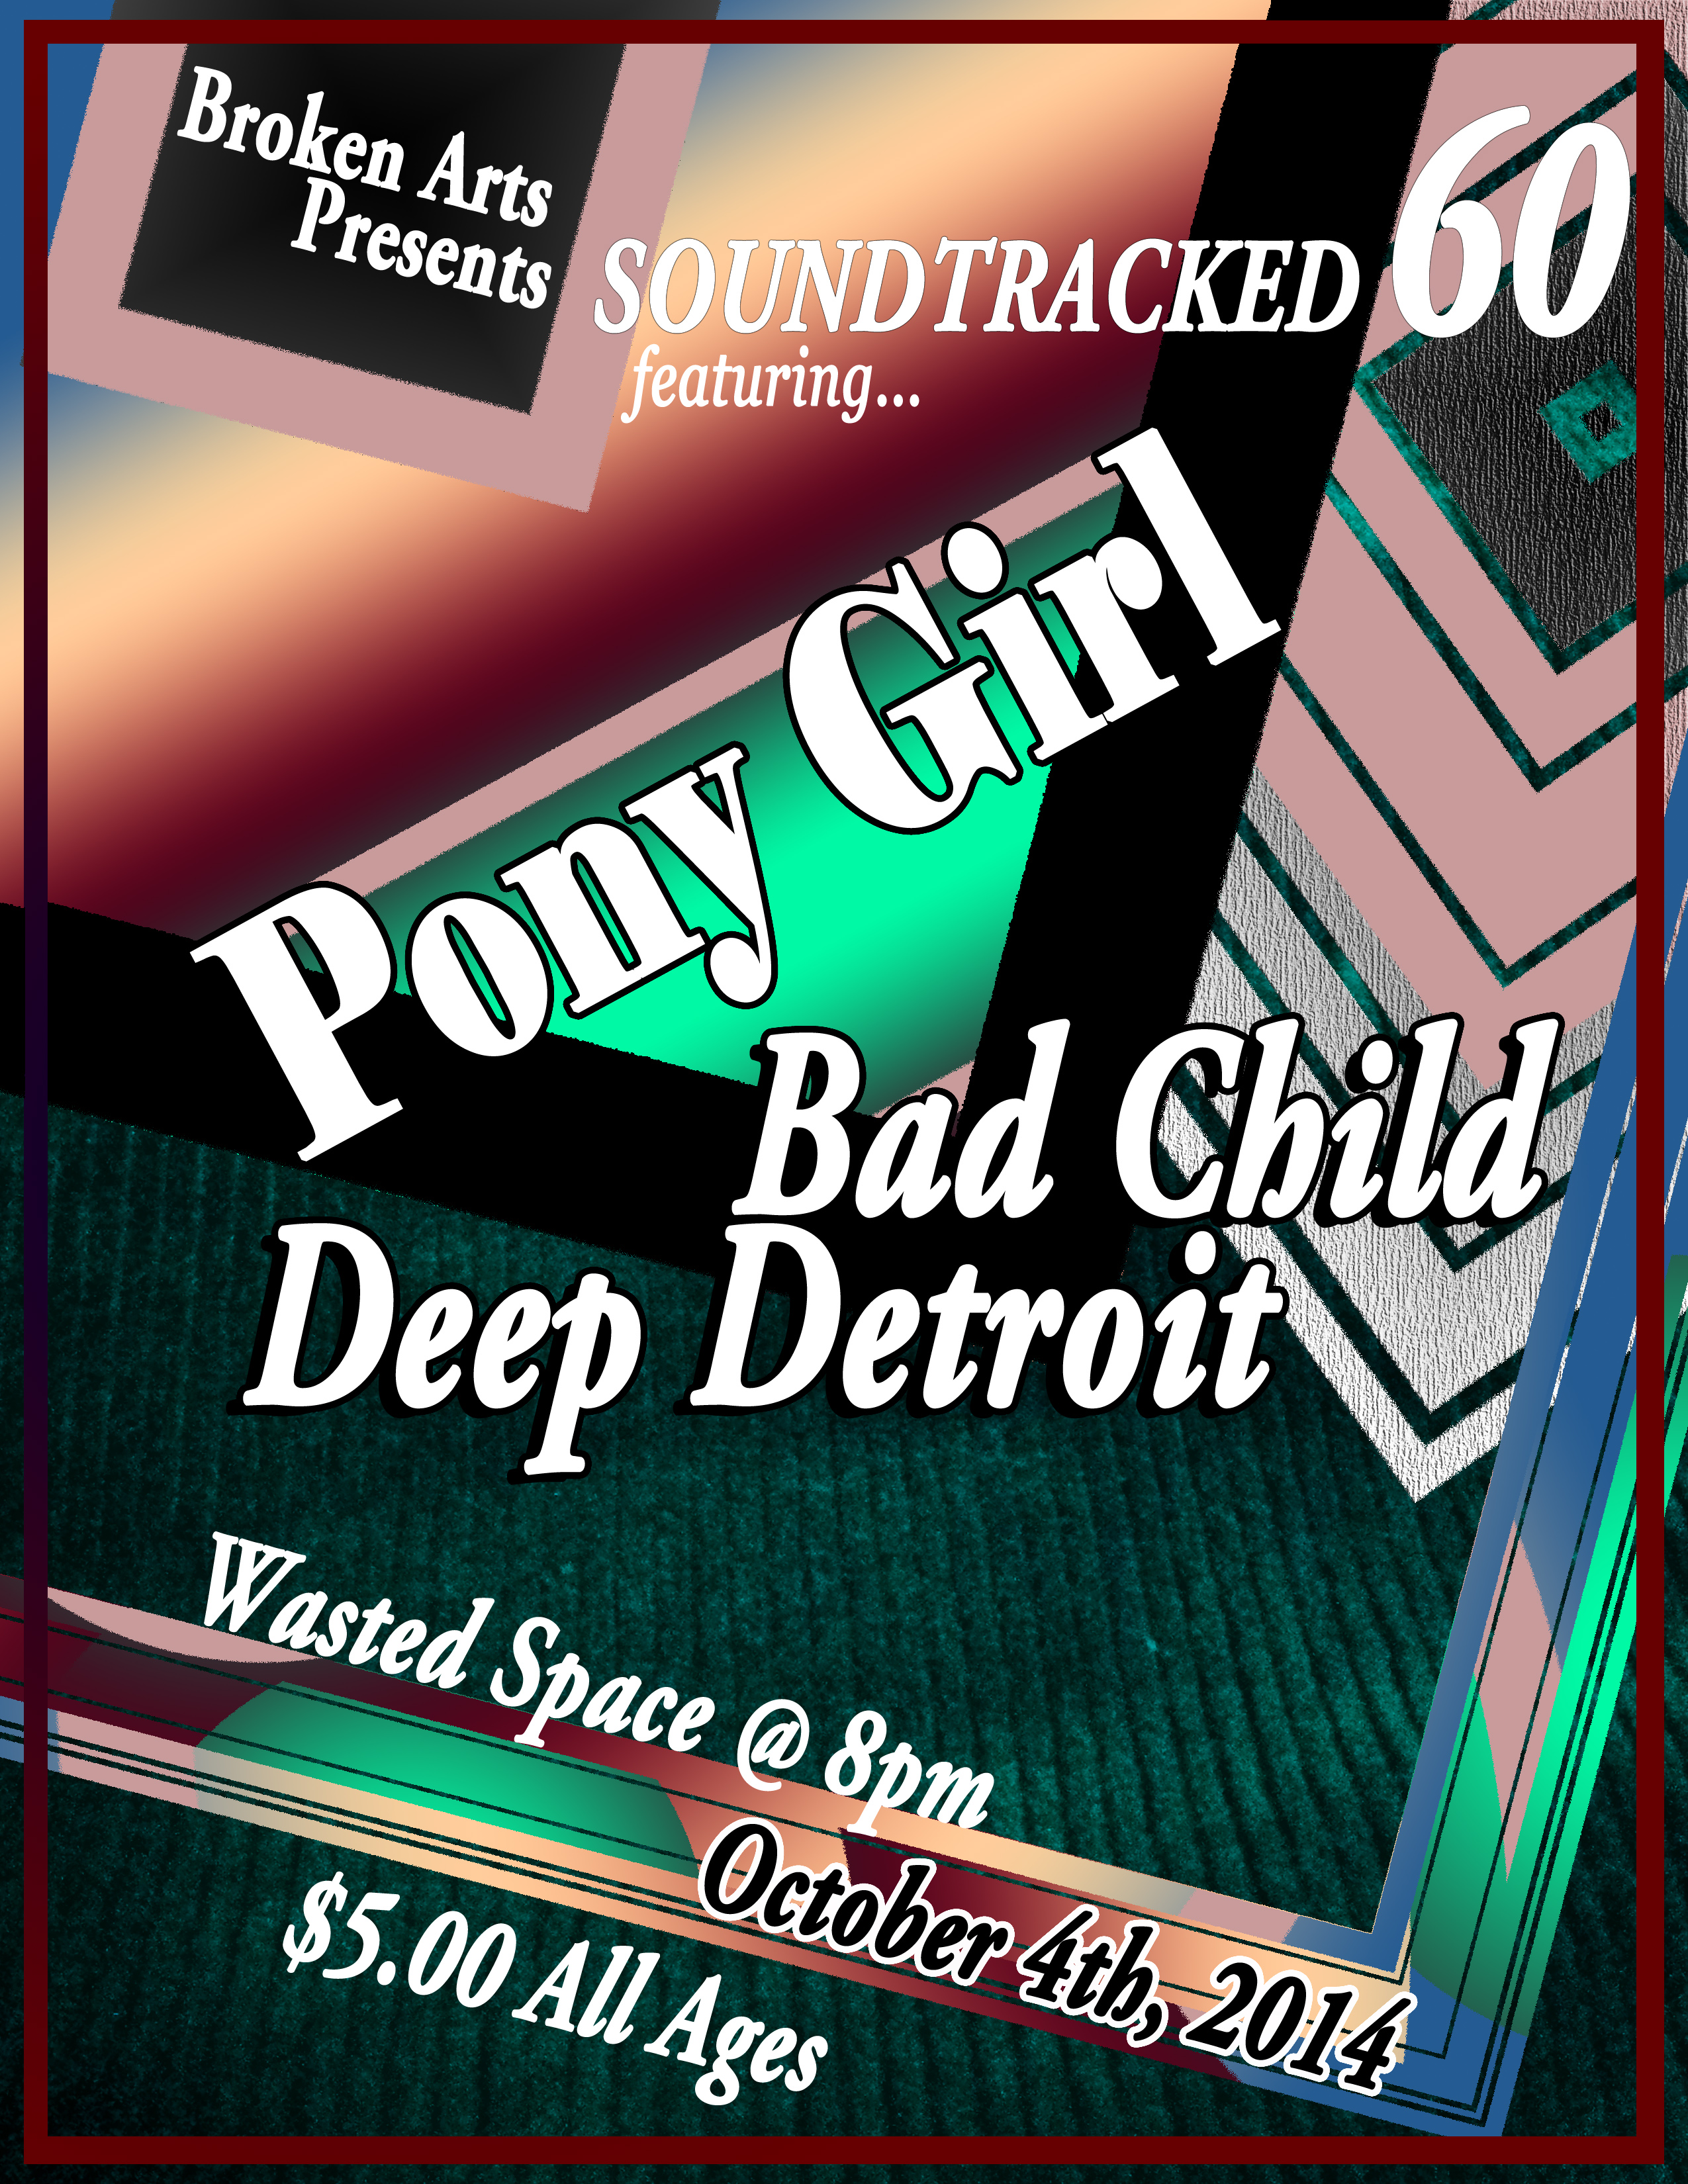 Broken Arts
Presents
SOUNDTRACKED 60
featuring...
Pony Girl
Bad Child
Deep Detroit
Wasted Space @ 8pm
October 4th, 2014
$5.00 All Ages